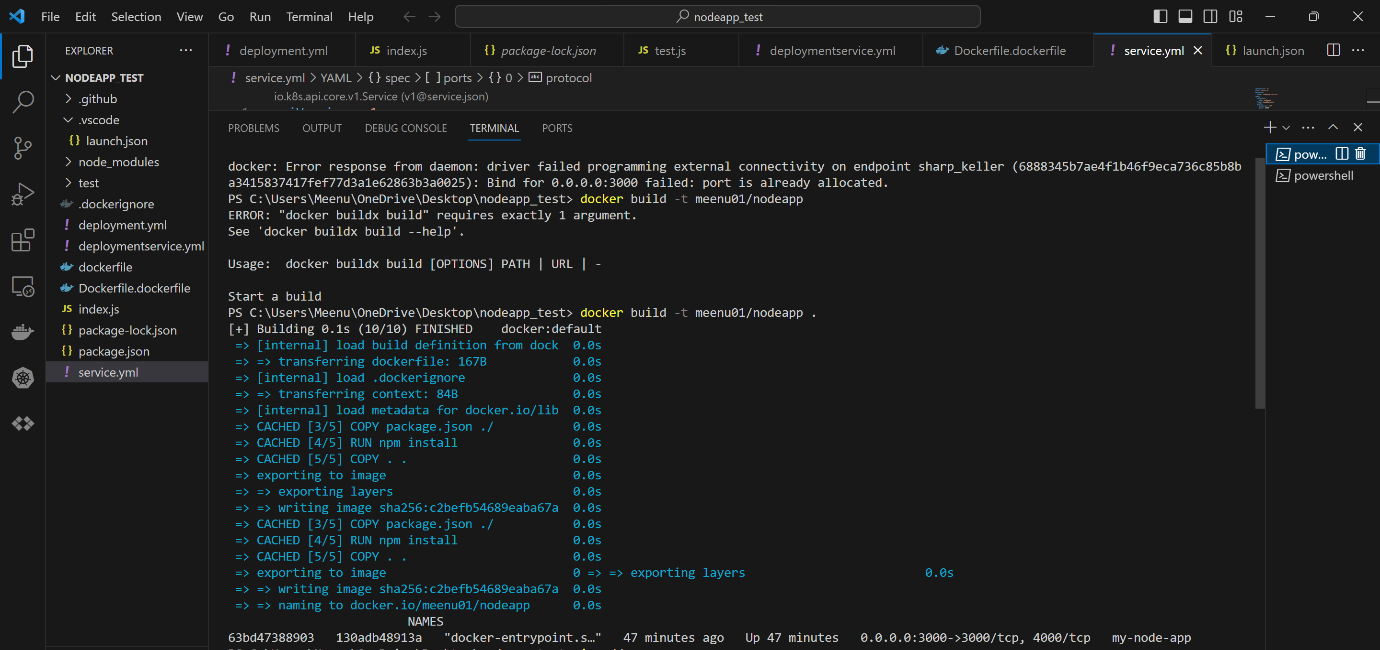 File Edit Selection View Go Run Terminal Help
nodeapp_test
EXPLORER
NODEAPP TEST
.github
.vscode
{} launch.json
node_modules
test
.dockerignore
! deployment.yml
! deploymentservice.yml
dockerfile
Dockerfile.dockerfile
JS index.js
{} package-lock.json
{} package.json
! service.yml
! deployment.yml
JS index.js
{} package-lock.json
JS test.js
! deploymentservice.yml
Dockerfile.dockerfile
! service.yml
{} launch.json
! service.yml > YAML > {} spec > [ ] ports > {} 0 > abc protocol
io.k8s.api.core.v1.Service (v1@service.json)
PROBLEMS OUTPUT DEBUG CONSOLE TERMINAL PORTS
pow...
powershell
docker: Error response from daemon: driver failed programming external connectivity on endpoint sharp_keller (6888345b7ae4f1b46f9eca736c85b8b
a3415837417fef77d3a1e62863b3a0025): Bind for 0.0.0.0:3000 failed: port is already allocated.
PS C:\Users\Meenu\OneDrive\Desktop\nodeapp_test> docker build -t meenu01/nodeapp
ERROR: "docker buildx build" requires exactly 1 argument.
See 'docker buildx build --help'.
Usage:  docker buildx build [OPTIONS] PATH | URL | -
Start a build
PS C:\Users\Meenu\OneDrive\Desktop\nodeapp_test> docker build -t meenu01/nodeapp .
[+] Building 0.1s (10/10) FINISHED    docker:default
=> [internal] load build definition from dock  0.0s
=> => transferring dockerfile: 167B            0.0s
=> [internal] load .dockerignore               0.0s
=> => transferring context: 84B                0.0s
=> [internal] load metadata for docker.io/lib  0.0s
=> CACHED [3/5] COPY package.json ./           0.0s
=> CACHED [4/5] RUN npm install                0.0s
=> CACHED [5/5] COPY . .                       0.0s
=> exporting to image                          0.0s
=> => exporting layers                         0.0s
=> => writing image sha256:c2befb54689eaba67a  0.0s
=> CACHED [3/5] COPY package.json ./           0.0s
=> CACHED [4/5] RUN npm install                0.0s
=> CACHED [5/5] COPY . .                       0.0s
=> exporting to image                          0 => => exporting layers                         0.0s
=> => writing image sha256:c2befb54689eaba67a  0.0s
=> => naming to docker.io/meenu01/nodeapp      0.0s
NAMES
63bd47388903   130adb48913a   "docker-entrypoint.s…"   47 minutes ago   Up 47 minutes   0.0.0.0:3000->3000/tcp, 4000/tcp   my-node-app